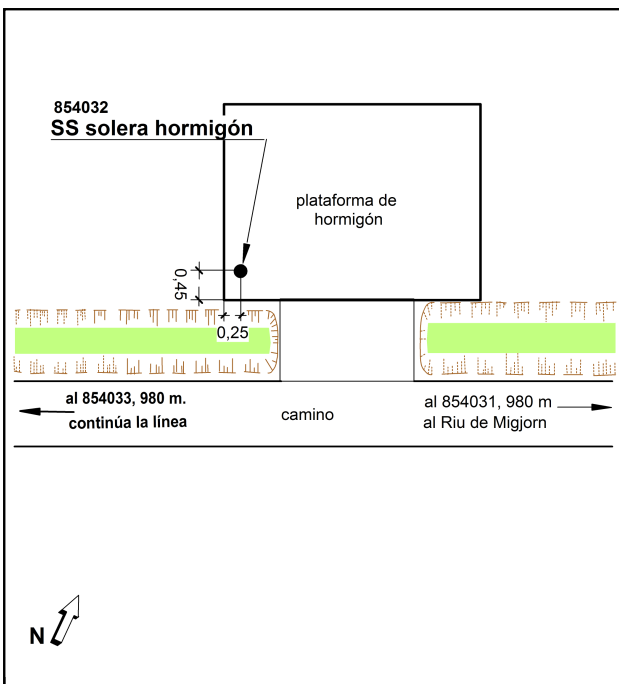 854032
SS solera hormigón
plataforma de
hormigón
0,45
0,25
al 854033, 980 m.
continúa la línea
camino
al 854031, 980 m
al Riu de Migjorn
N